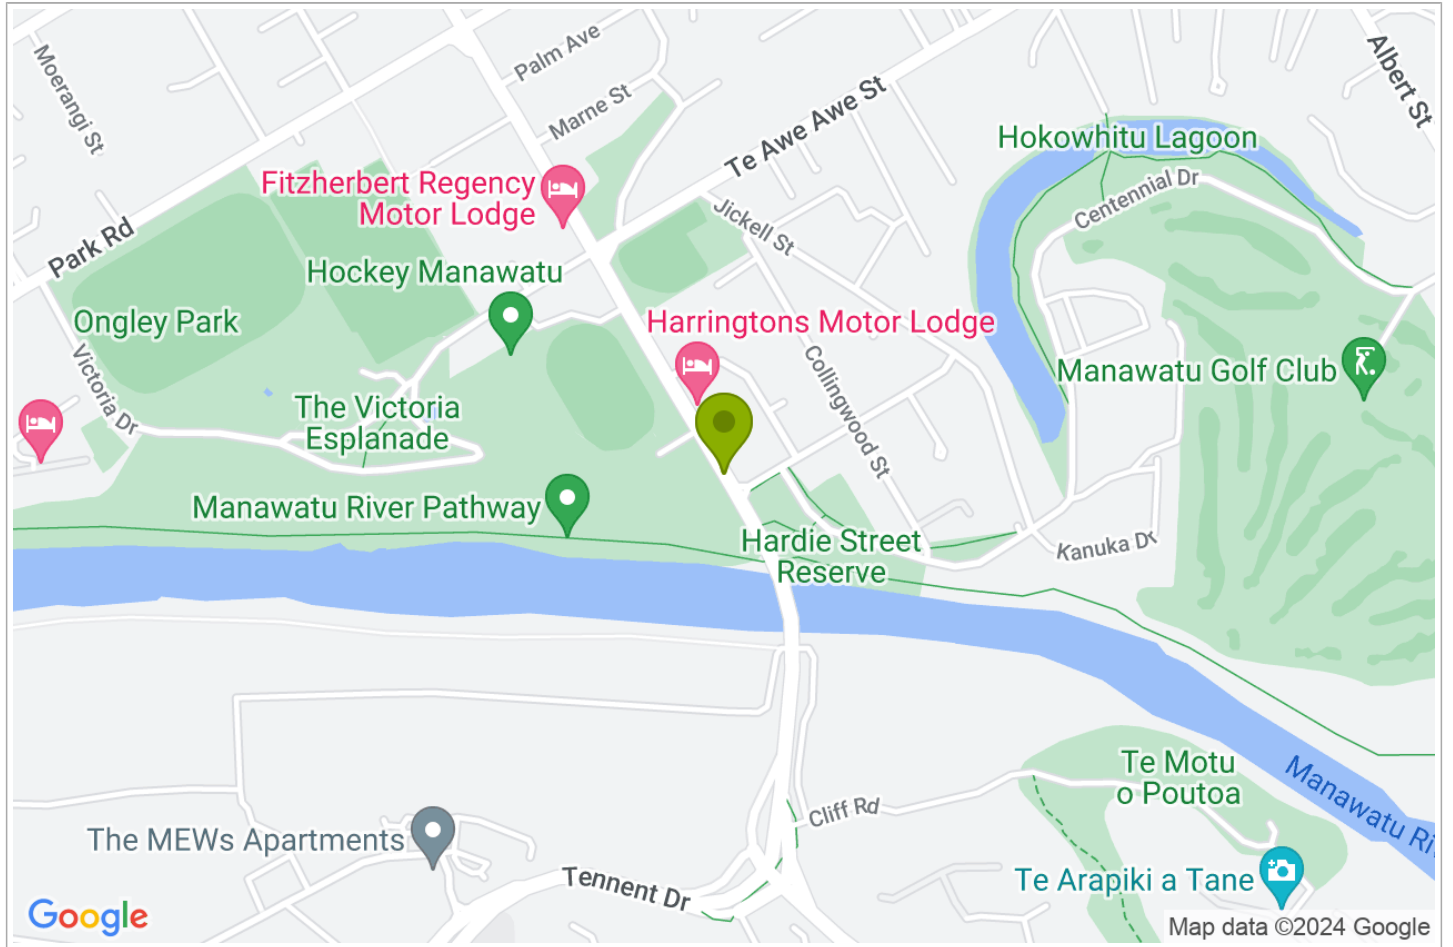 Moerangi St
Palm Ave
Albert St
Marne St
Te Awe Awe St
Hokowhitu Lagoon
Fitzherbert Regency
Motor Lodge
Centennial Dr
Jickell St
Park Rd
Hockey Manawatu
Ongley Park
Harringtons Motor Lodge
Victoria Dr
Collingwood St
Manawatu Golf Club
The Victoria
Esplanade
Manawatu River Pathway
Hardie Street
Reserve
Kanuka Dr
Te Motu
o Poutoa
Manawatu Ri
Cliff Rd
The MEWs Apartments
Tennent Dr
Te Arapiki a Tane
Google
Map data ©2024 Google